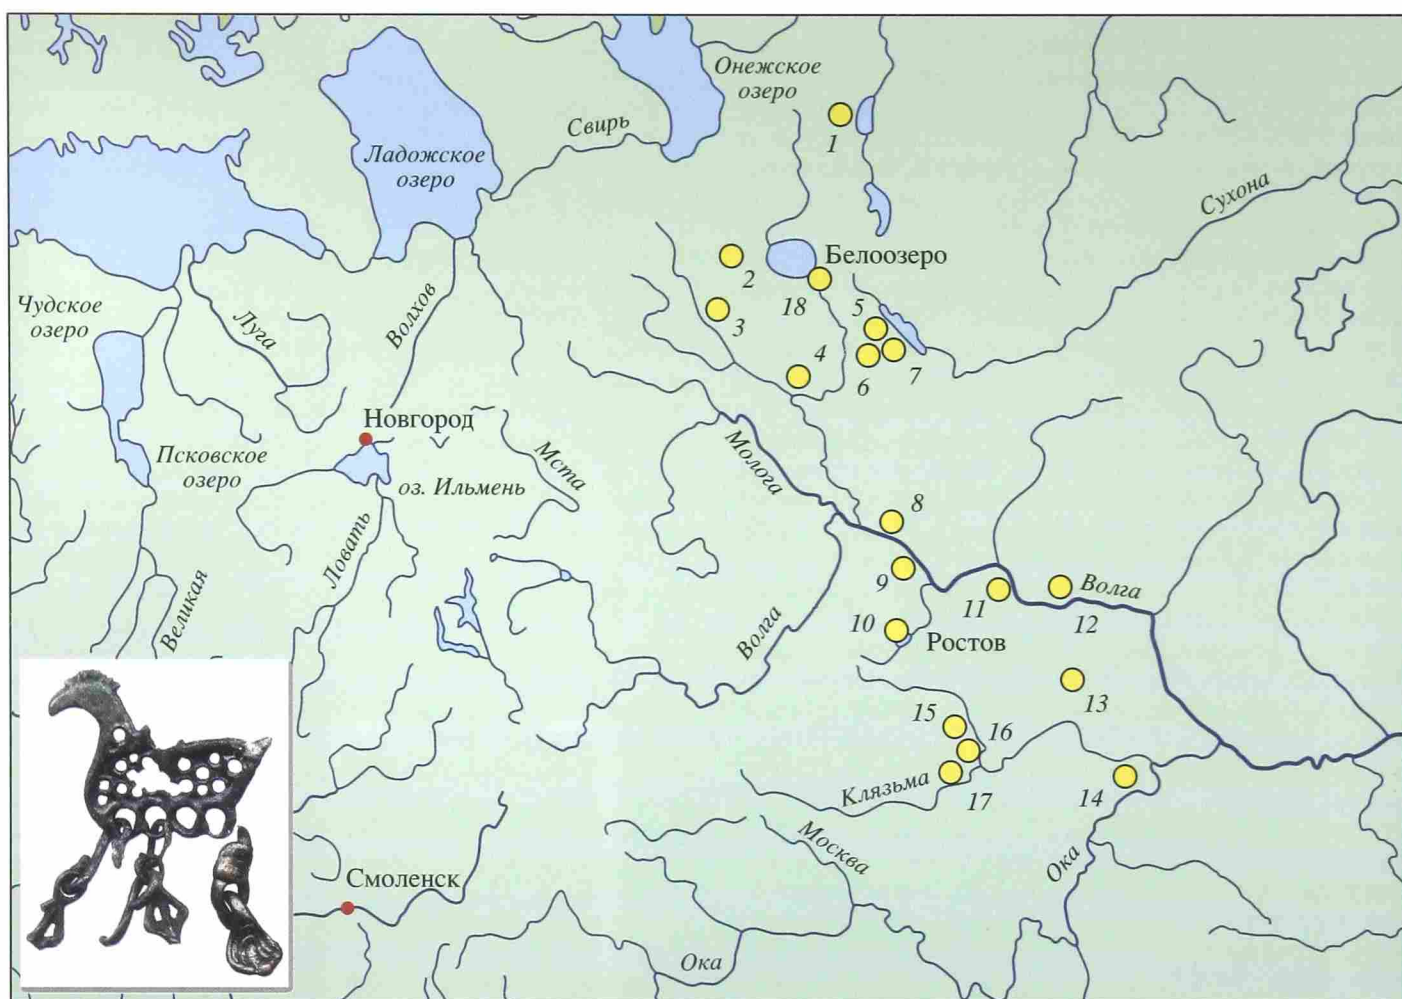 Онежское
озеро
1
Свирь
Ладожское
озеро
Сухона
Белоозеро
2
18
Чудское
озеро
Луга
Волхов
3
5
4
6
7
Новгород
Псковское
озеро
оз. Ильмень
Мста
Молога
8
Ловать
Великая
9
Волга
10
Ростов
11
Волга
12
13
15
16
Клязьма
17
14
Москва
Ока
Смоленск
Ока